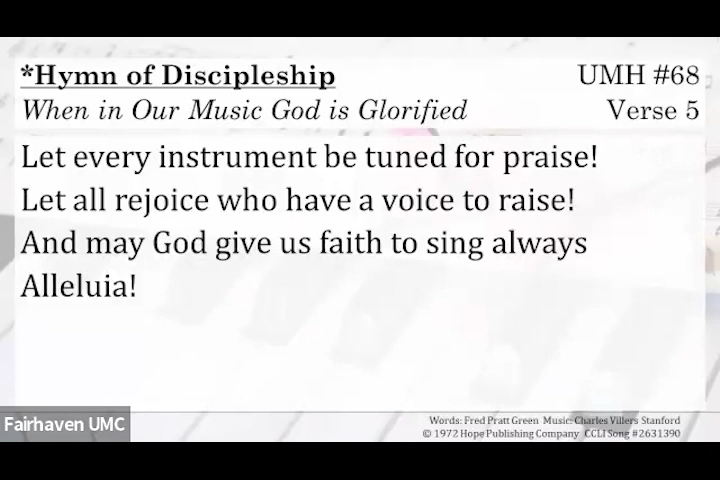 *Hymn of Discipleship UMH #68
When in Our Music God is Glorified Verse 5
Let every instrument be tuned for praise!
Let all rejoice who have a voice to raise!
And may God give us faith to sing always
Alleluia!
Fairhaven UMC
Words: Fred Pratt Green Music: Charles Villers Stanford
© 1972 Hope Publishing Company CCLI Song #2631390